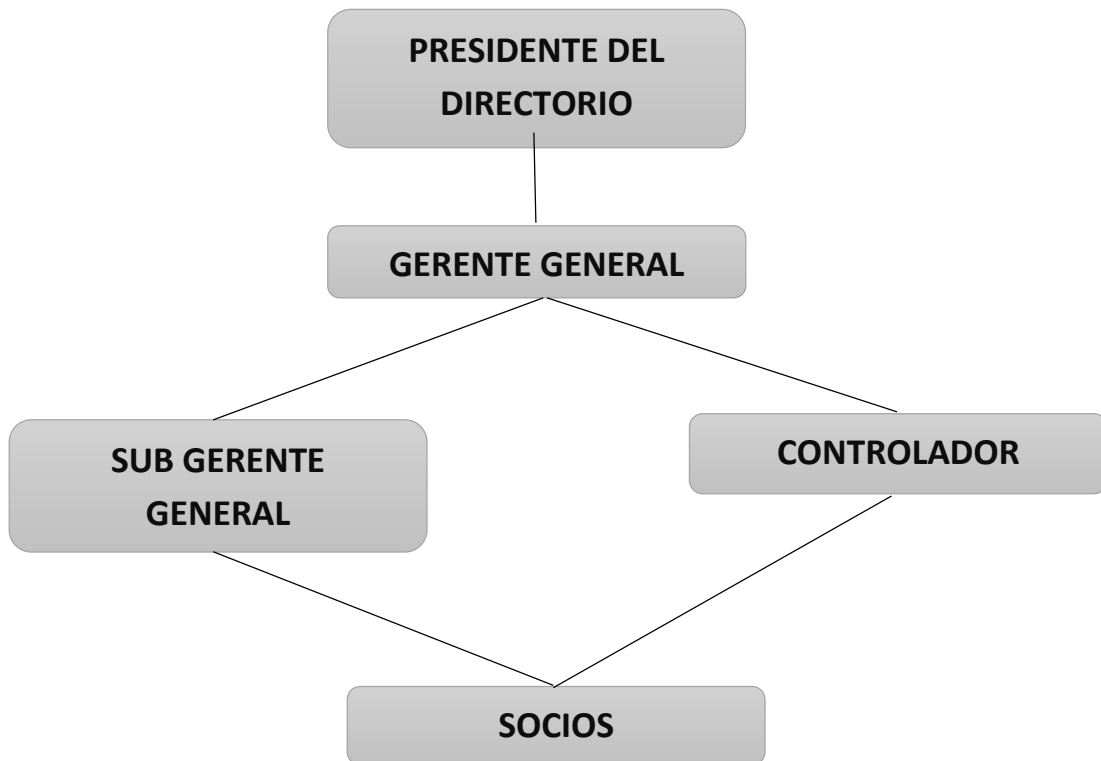 PRESIDENTE DEL
DIRECTORIO
GERENTE GENERAL
SUB GERENTE
GENERAL
CONTROLADOR
SOCIOS